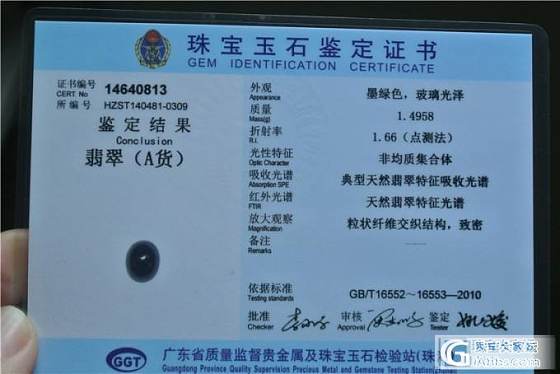 珠宝玉石鉴定证书
GEM IDENTIFICATION CERTIFICATE
证书编号 14640813
CERT. No
所编号 HZST140481-0309
鉴定结果
Conclusion
翡翠（A货）
外观 墨绿色，玻璃光泽
Appearance
质量 1.4958
Mass(g)
折射率 1.66（点测法）
R.I.
光性特征 非均质集合体
Optic Character
吸收光谱 典型天然翡翠特征吸收光谱
Absorption SPE
红外光谱 天然翡翠特征光谱
FTIR
放大观察 粒状纤维交织结构，致密
Magnification
备注
Remarks
依据标准 GB/T16552～16553—2010
Testing standards
批准 审核 鉴定
Checker Approval Tester
GGT
广东省质量监督贵金属及珠宝玉石检验站（珠
Guangdong Province Quality Supervision Precious Metal and Gemstone Testing Station